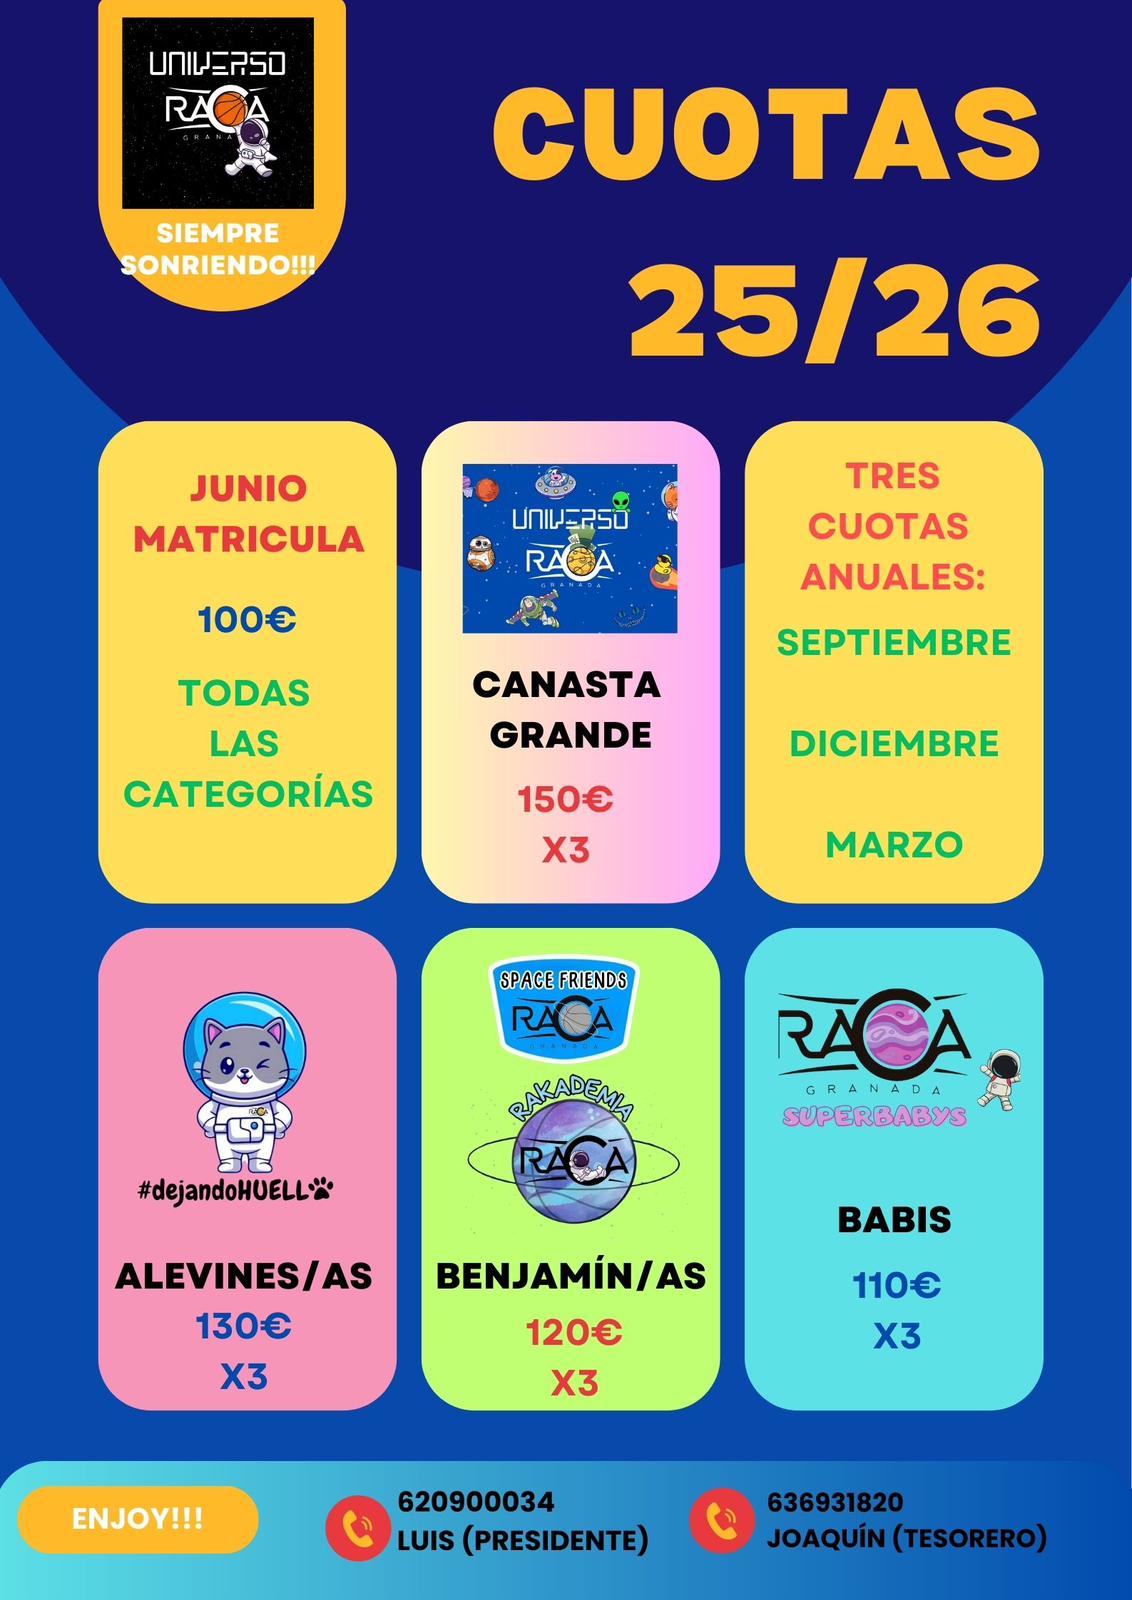 UNIVERSO
RACA
GRANA
SIEMPRE
SONRIENDO!!!
CUOTAS
25/26
JUNIO
MATRICULA
100€
TODAS
LAS
CATEGORÍAS
UNIVERSO
RACA
GRANADA
CANASTA
GRANDE
150€
X3
TRES
CUOTAS
ANUALES:
SEPTIEMBRE
DICIEMBRE
MARZO
RACA
#dejandoHUELL
ALEVINES/AS
130€
X3
SPACE FRIENDS
RACA
GRANADA
RAKADEMIA
RACA
BENJAMÍN/AS
120€
X3
RACA
GRANADA
SUPERBABYS
BABIS
110€
X3
ENJOY!!!
620900034
LUIS (PRESIDENTE)
636931820
JOAQUÍN (TESORERO)